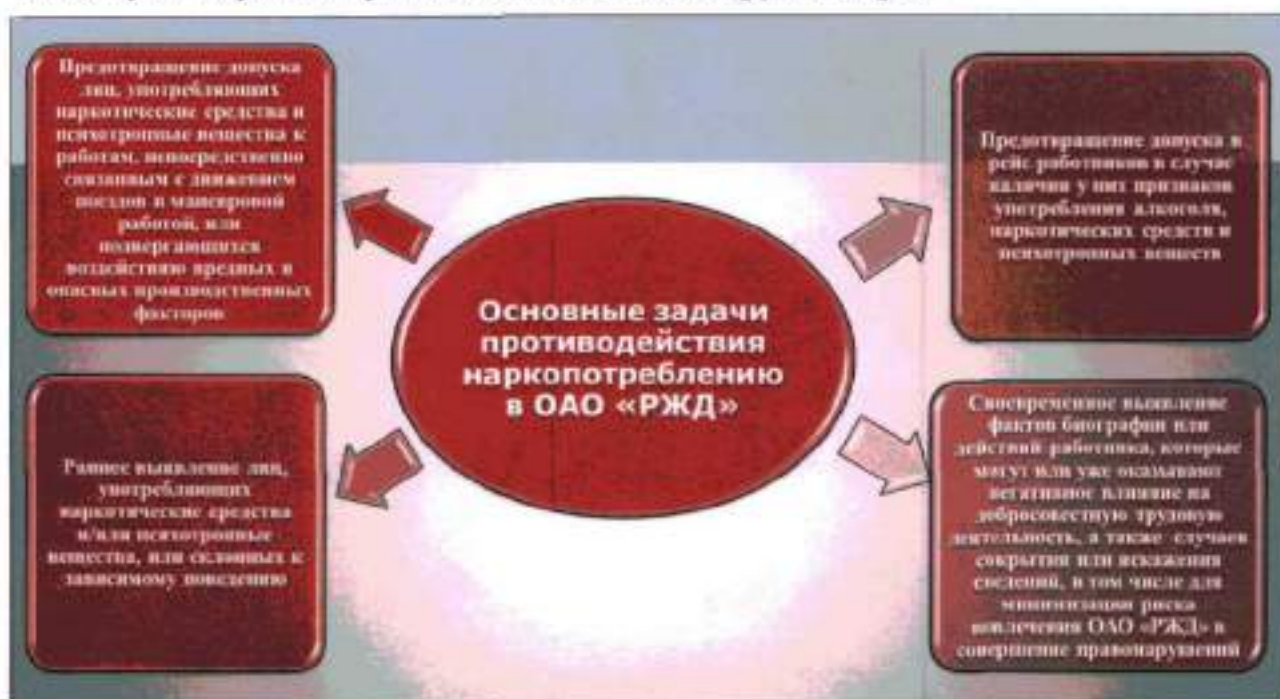 Предотвращение допуска
лиц, употребляющих
наркотические средства и
психотропные вещества к
работам, непосредственно
связанным с движением
поездов и маневровой
работой, или
подвергающихся
воздействию вредных и
опасных производственных
факторов
Предотвращение допуска в
рейс работников в случае
наличия у них признаков
употребления алкоголя,
наркотических средств и
психотропных веществ
Основные задачи
противодействия
наркопотреблению
в ОАО «РЖД»
Раннее выявление лиц,
употребляющих
наркотические средства
и/или психотропные
вещества, или склонных к
зависимому поведению
Своевременное выявление
фактов биографии или
действий работника, которые
могут или уже оказывают
негативное влияние на
добросовестную трудовую
деятельность, а также случаев
сокрытия или искажения
сведений, в том числе для
минимизации риска
вовлечения ОАО «РЖД» в
совершение правонарушений